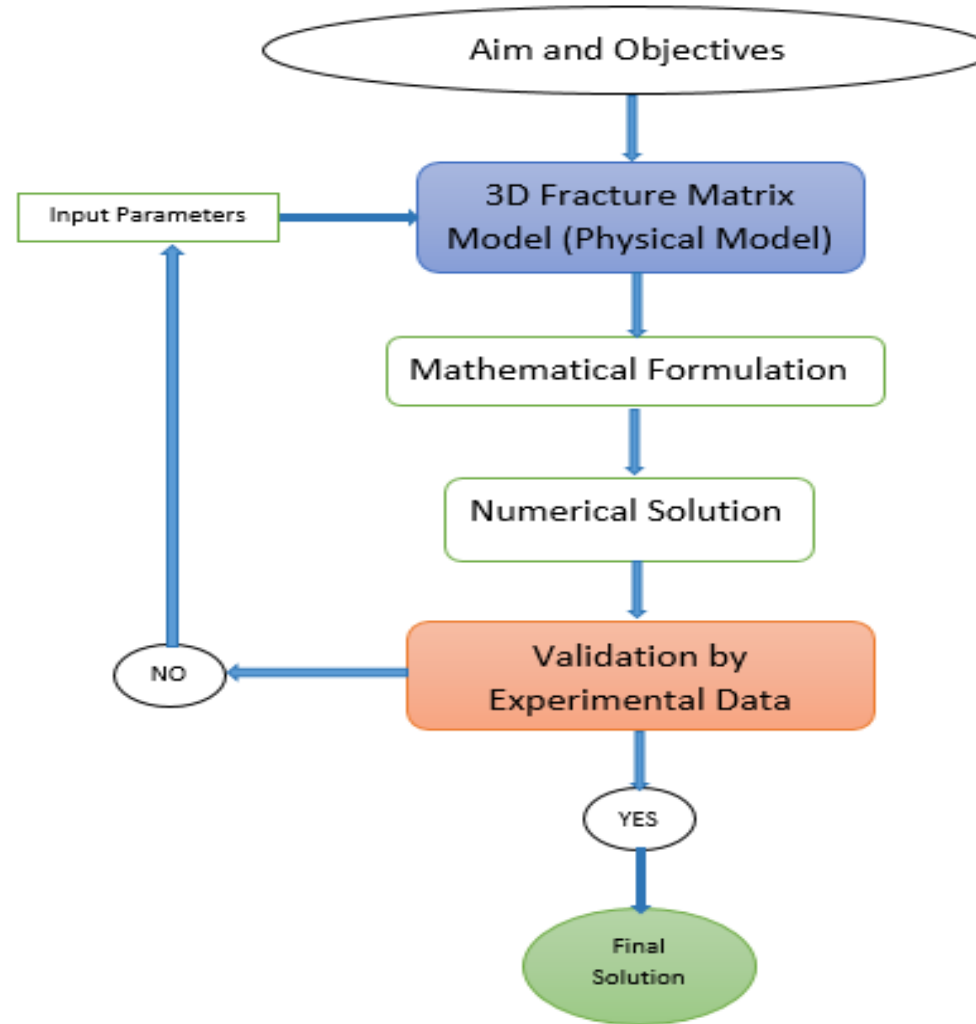 Aim and Objectives
3D Fracture Matrix
Model (Physical Model)
Input Parameters
Mathematical Formulation
Numerical Solution
Validation by
Experimental Data
NO
YES
Final
Solution